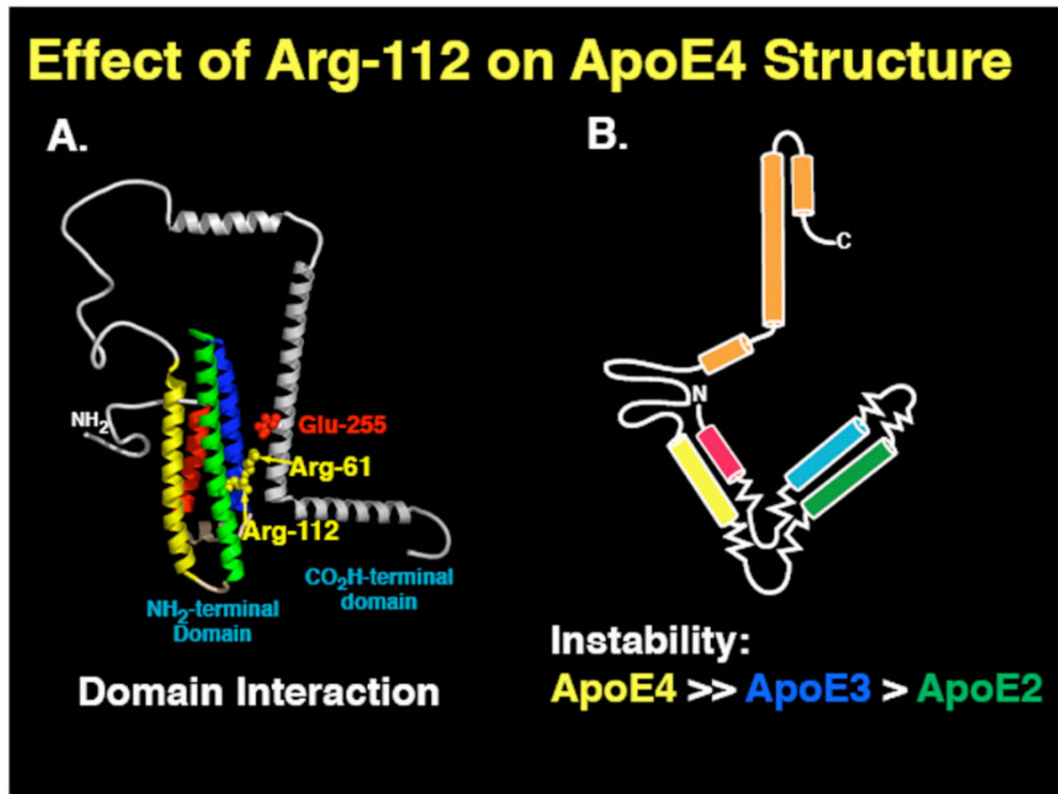 Effect of Arg-112 on ApoE4 Structure
A.
NH2
Glu-255
Arg-61
Arg-112
CO2H-terminal
domain
NH2-terminal
Domain
Domain Interaction
B.
C
N
Instability:
ApoE4 >> ApoE3 > ApoE2